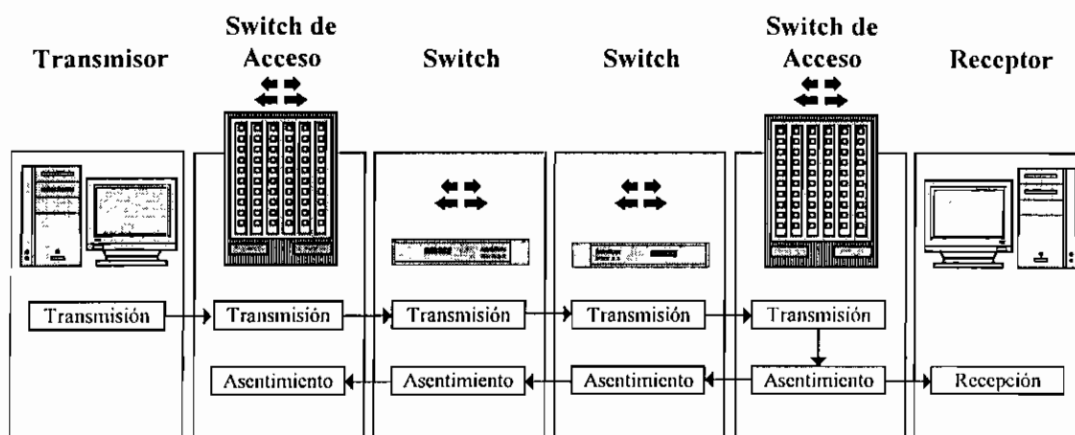 Transmisor
Switch de
Acceso
Switch
Switch
Switch de
Acceso
Receptor
Transmisión
Transmisión
Transmisión
Transmisión
Transmisión
Asentimiento
Asentimiento
Asentimiento
Asentimiento
Recepción